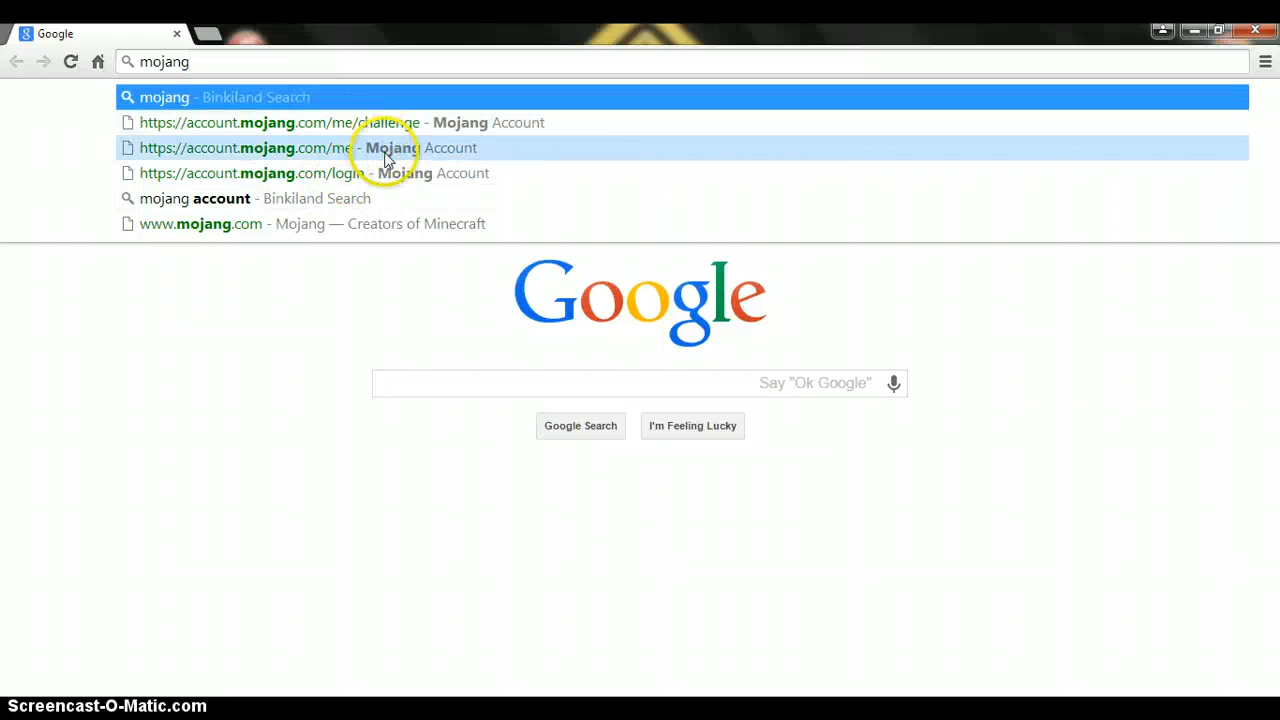 Google
mojang
mojang - Binkiland Search
https://account.mojang.com/me/challenge - Mojang Account
https://account.mojang.com/me - Mojang Account
https://account.mojang.com/login - Mojang Account
mojang account - Binkiland Search
www.mojang.com - Mojang — Creators of Minecraft
Google
Say "Ok Google"
Google Search I'm Feeling Lucky
Screencast-O-Matic.com